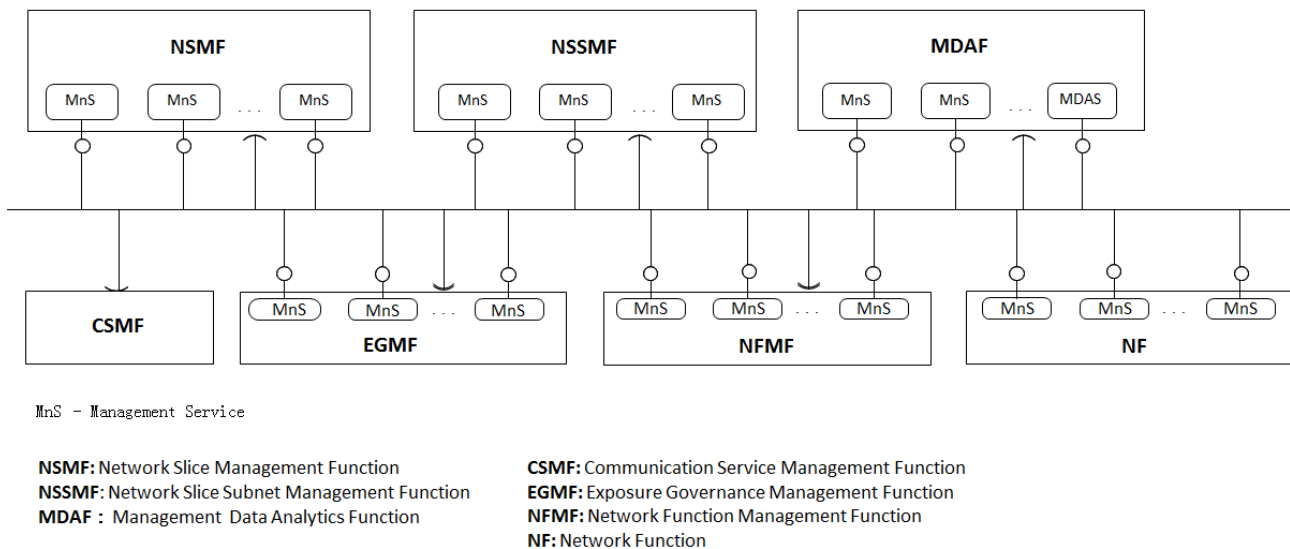 NSMF
NSSMF
MDAF
MnS MnS ... MnS
MnS MnS ... MnS
MnS MnS ... MDAS
CSMF
MnS MnS ... MnS
EGMF
MnS MnS ... MnS
NFMF
MnS MnS ... MnS
NF
MnS - Management Service
NSMF: Network Slice Management Function
NSSMF: Network Slice Subnet Management Function
MDAF : Management Data Analytics Function
CSMF: Communication Service Management Function
EGMF: Exposure Governance Management Function
NFMF: Network Function Management Function
NF: Network Function